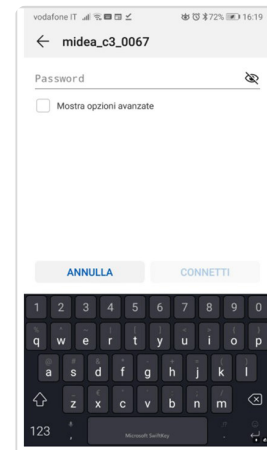 vodafone IT 72% 16:19
midea_c3_0067
Password
Mostra opzioni avanzate
ANNULLA CONNETTI
1 2 3 4 5 6 7 8 9 0
q w e r t y u i o p
a s d f g h j k l
z x c v b n m
123 Microsoft SwiftKey